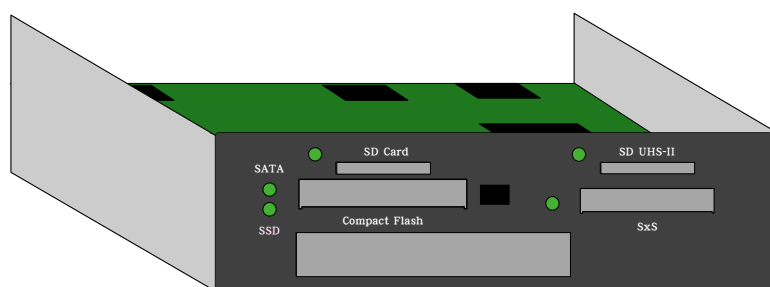 SD Card
SD UHS-II
SATA
Compact Flash
SSD
SxS